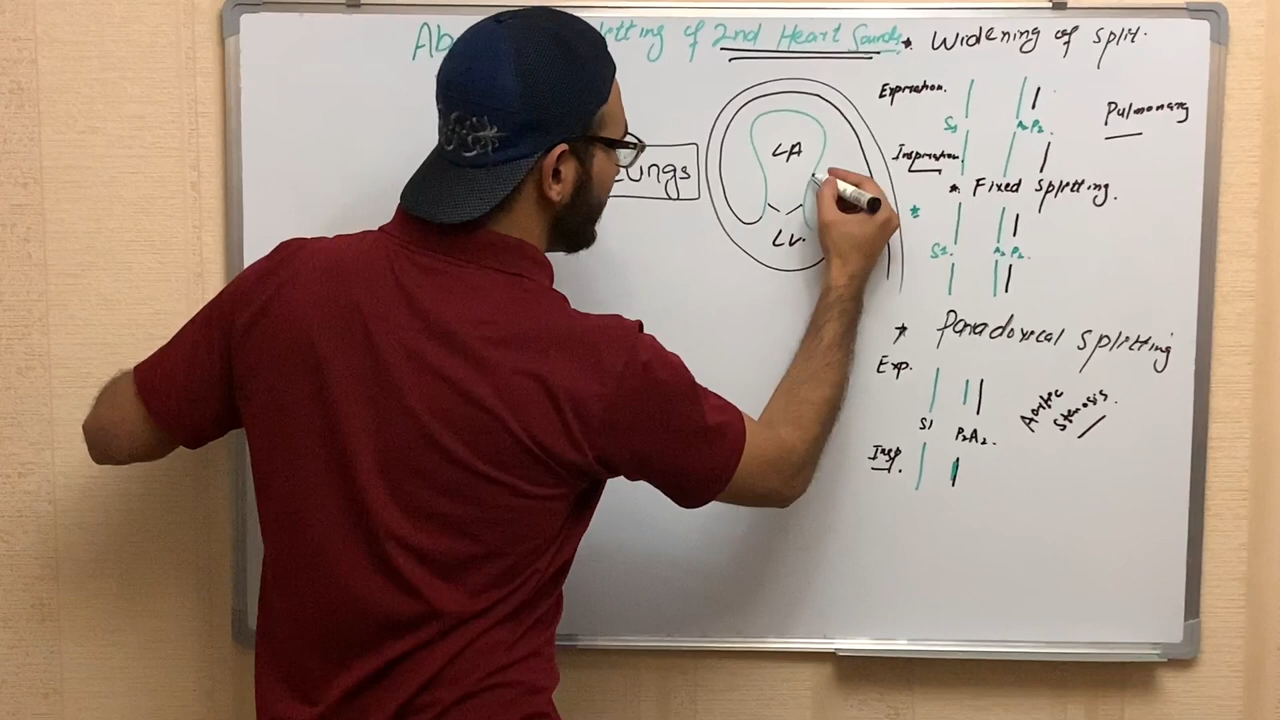 Ab tting of 2nd Heart Sounds
* Widening of split.
Expiration.
S1 A2 P2
Pulmonary
Inspiration.
Lungs
LA
LV.
* Fixed splitting.
*
S1. A2 P2.
* Paradoxical splitting
Exp.
S1 P2 A2.
Aortic
stenosis.
Insp.